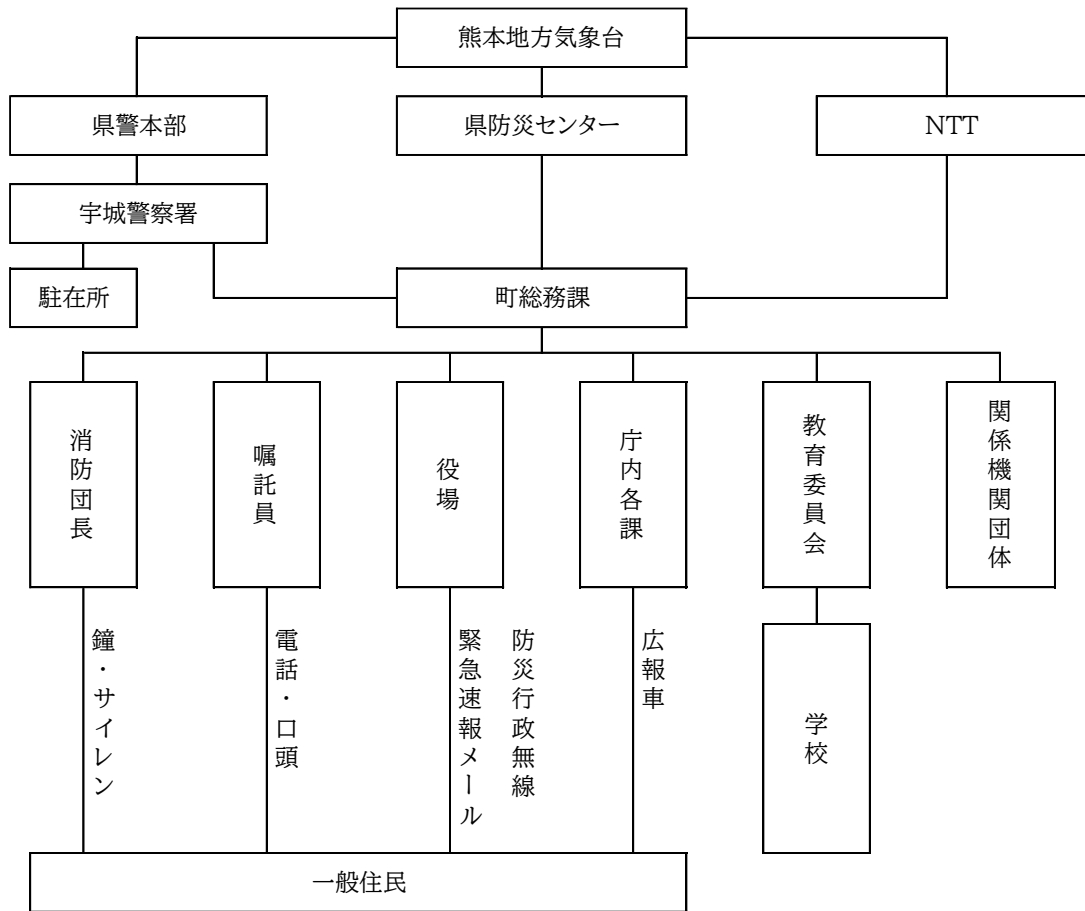 熊本地方気象台
県警本部
県防災センター
NTT
宇城警察署
駐在所
町総務課
消防団長
嘱託員
役場
庁内各課
教育委員会
関係機関団体
鐘・サイレン
電話・口頭
防災行政無線
緊急速報メール
広報車
学校
一般住民